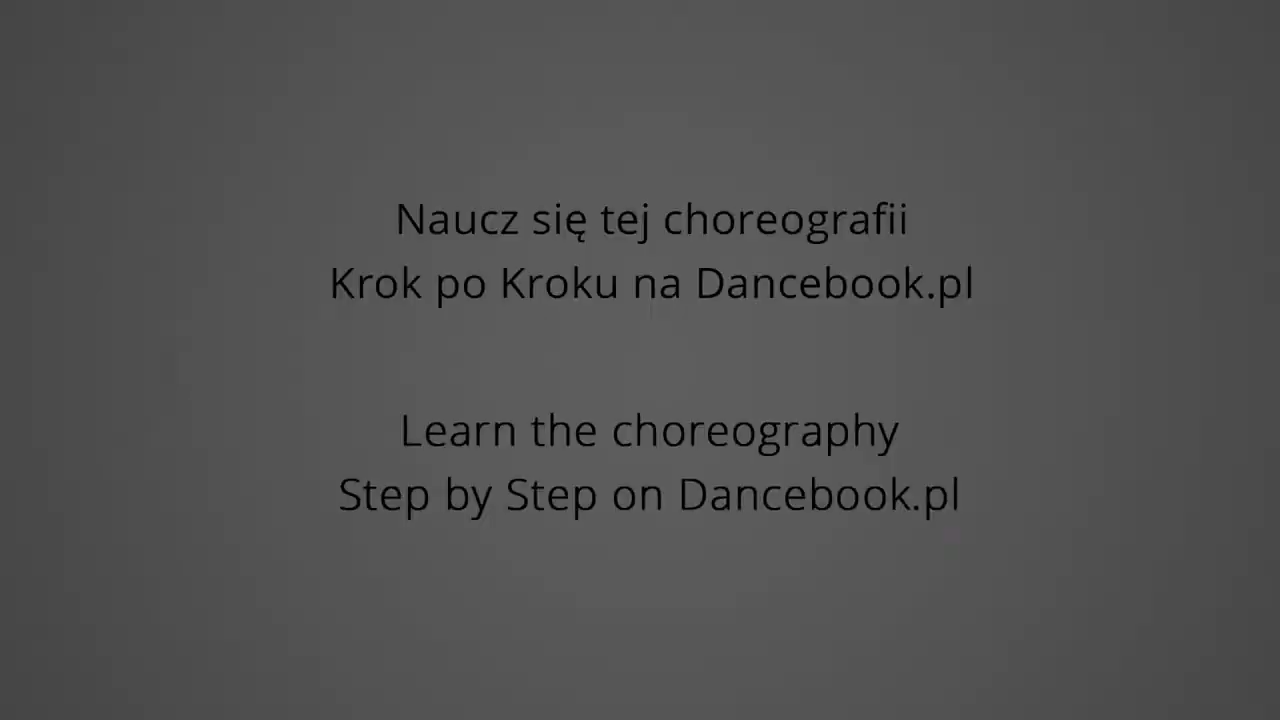 Naucz się tej choreografii
Krok po Kroku na Dancebook.pl
Learn the choreography
Step by Step on Dancebook.pl